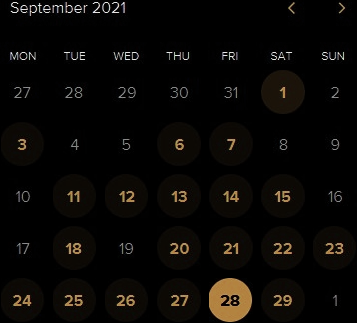 September 2021 < >
MON TUE WED THU FRI SAT SUN
27 28 29 30 31 1 2
3 4 5 6 7 8 9
10 11 12 13 14 15 16
17 18 19 20 21 22 23
24 25 26 27 28 29 1